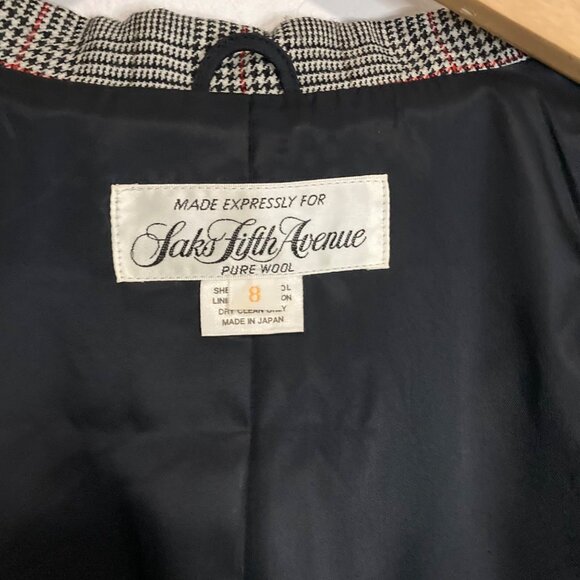 MADE EXPRESSLY FOR
Saks Fifth Avenue
PURE WOOL
8
DRY CLEAN ONLY
MADE IN JAPAN